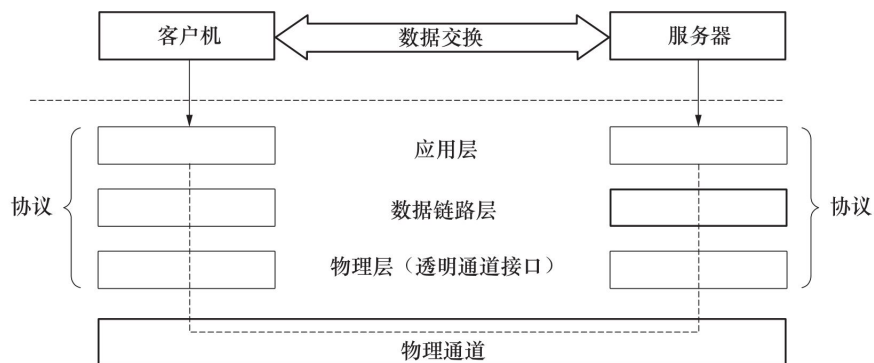 客户机
数据交换
服务器
应用层
协议
数据链路层
协议
物理层（透明通道接口）
物理通道